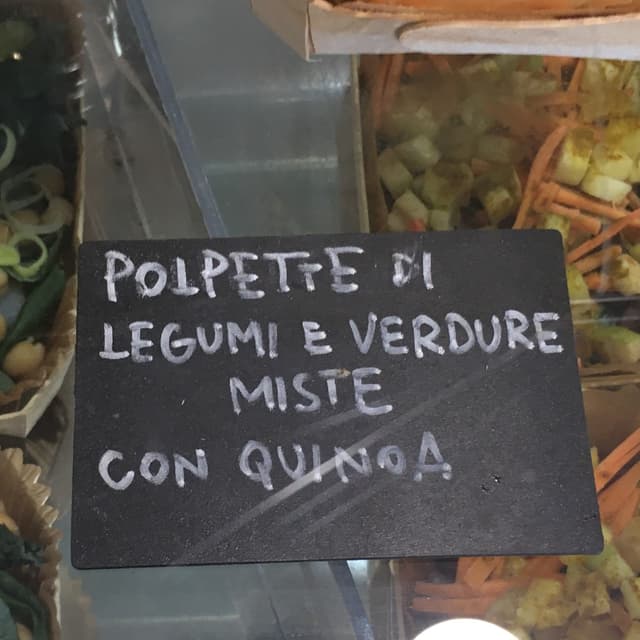 POLPETTE DI
LEGUMI E VERDURE
MISTE
CON QUINOA